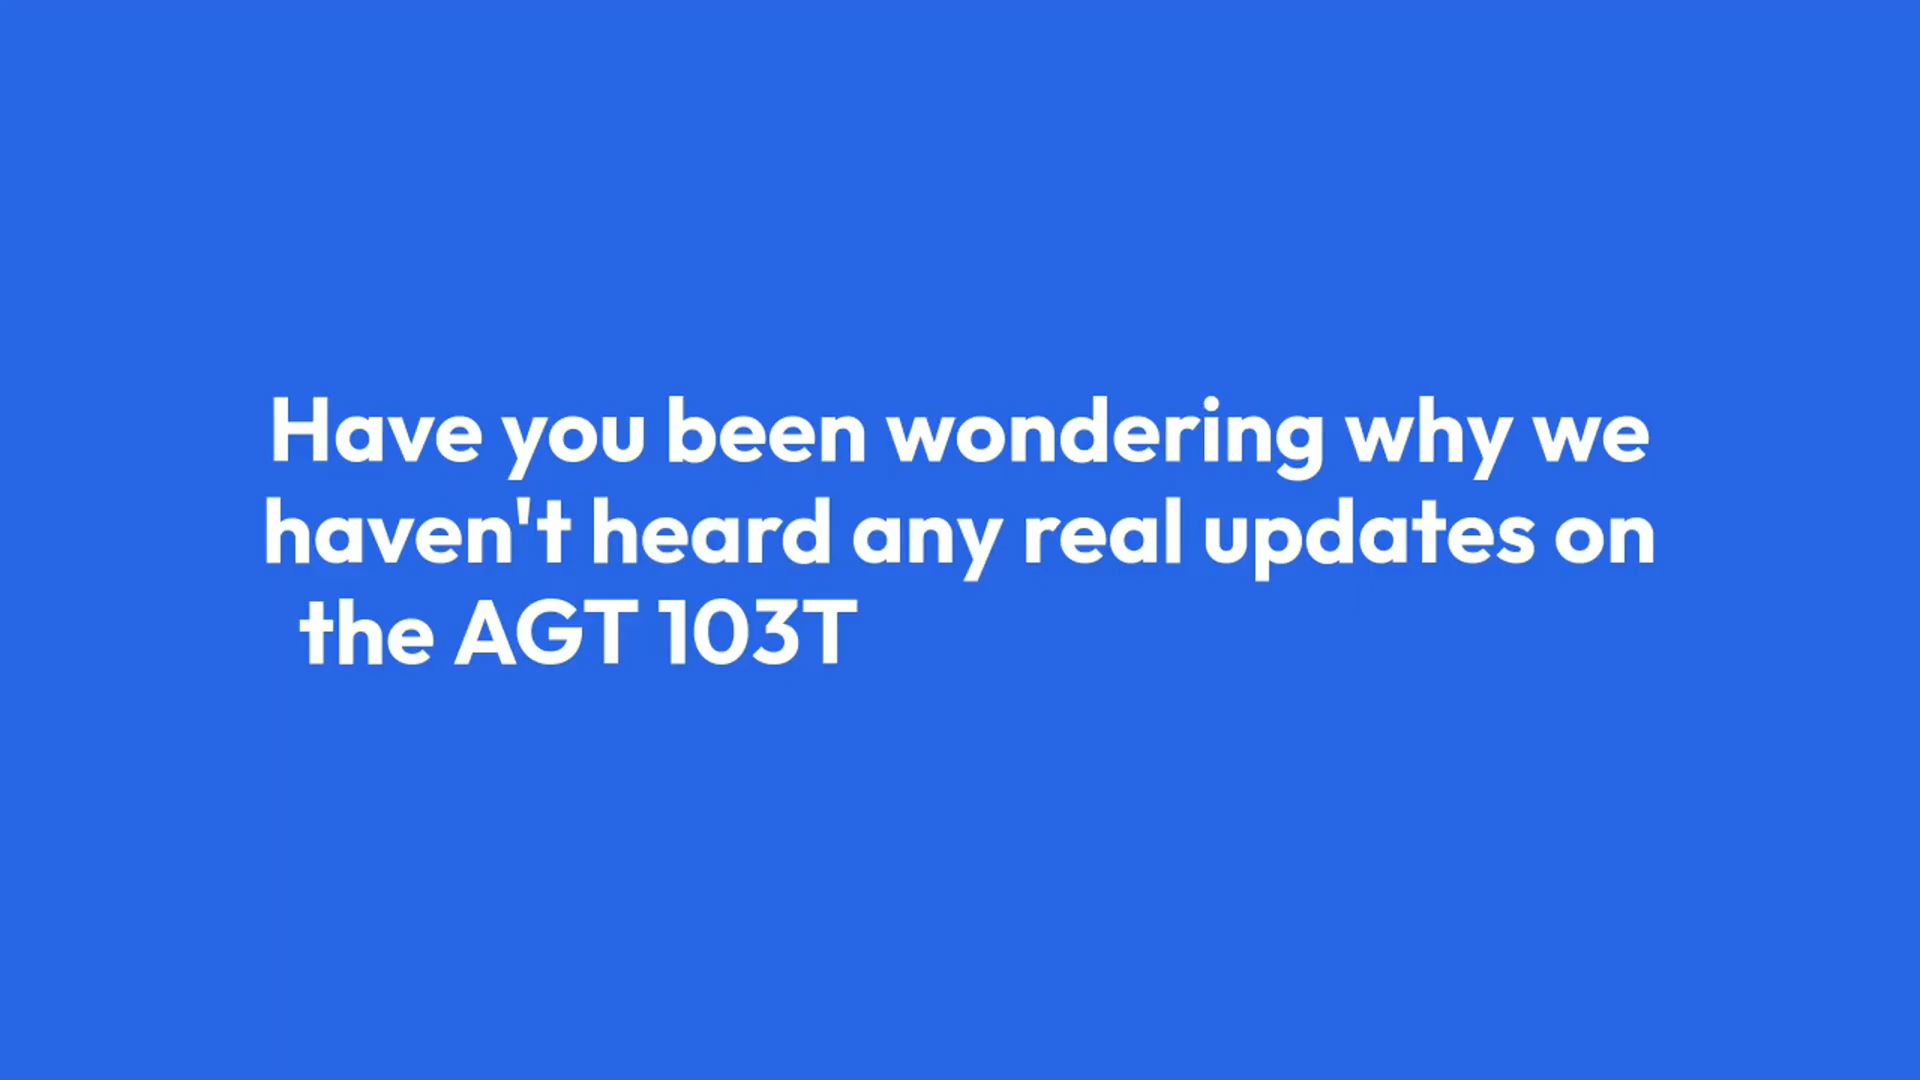 Have you been wondering why we
haven't heard any real updates on
the AGT 103T